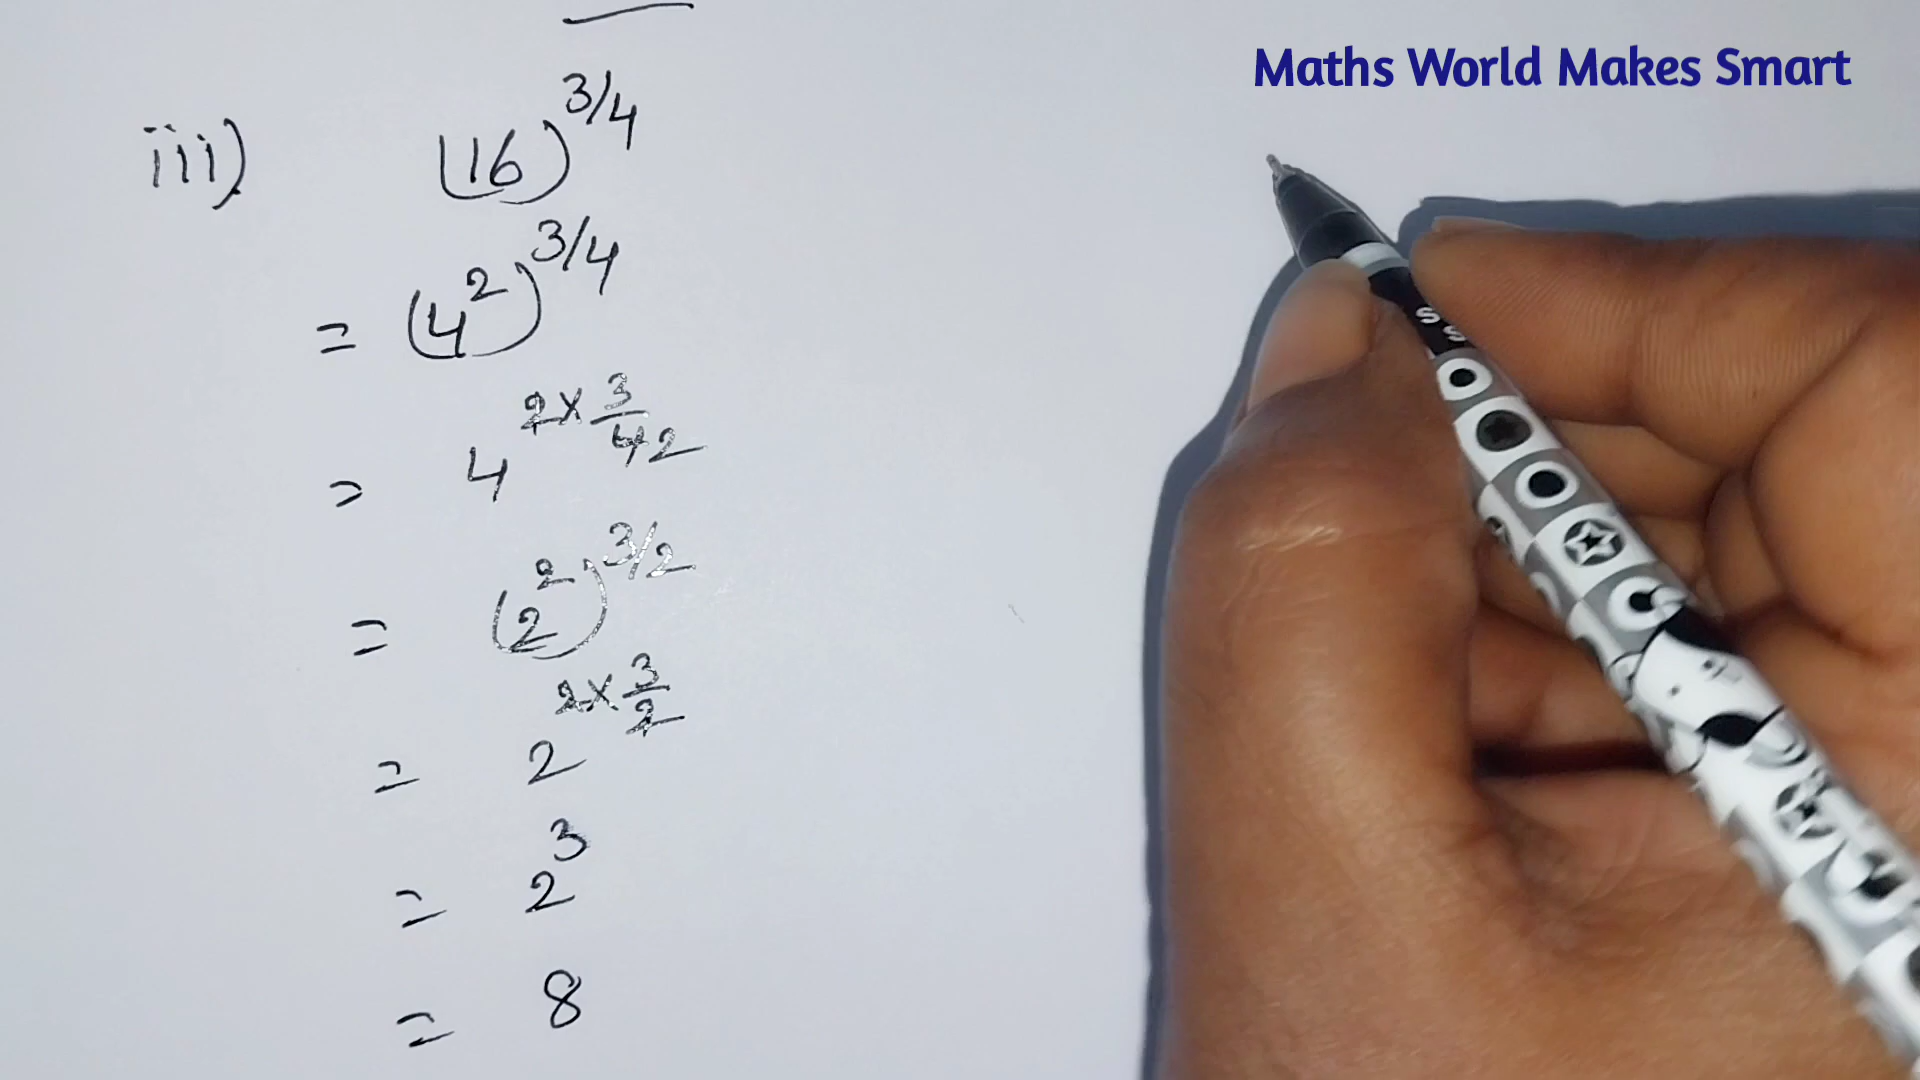 Maths World Makes Smart
iii) (16)^3/4
= (4^2)^3/4
= 4^2×3/4 2
= (2^2)^3/2
= 2^2×3/2
= 2^3
= 8